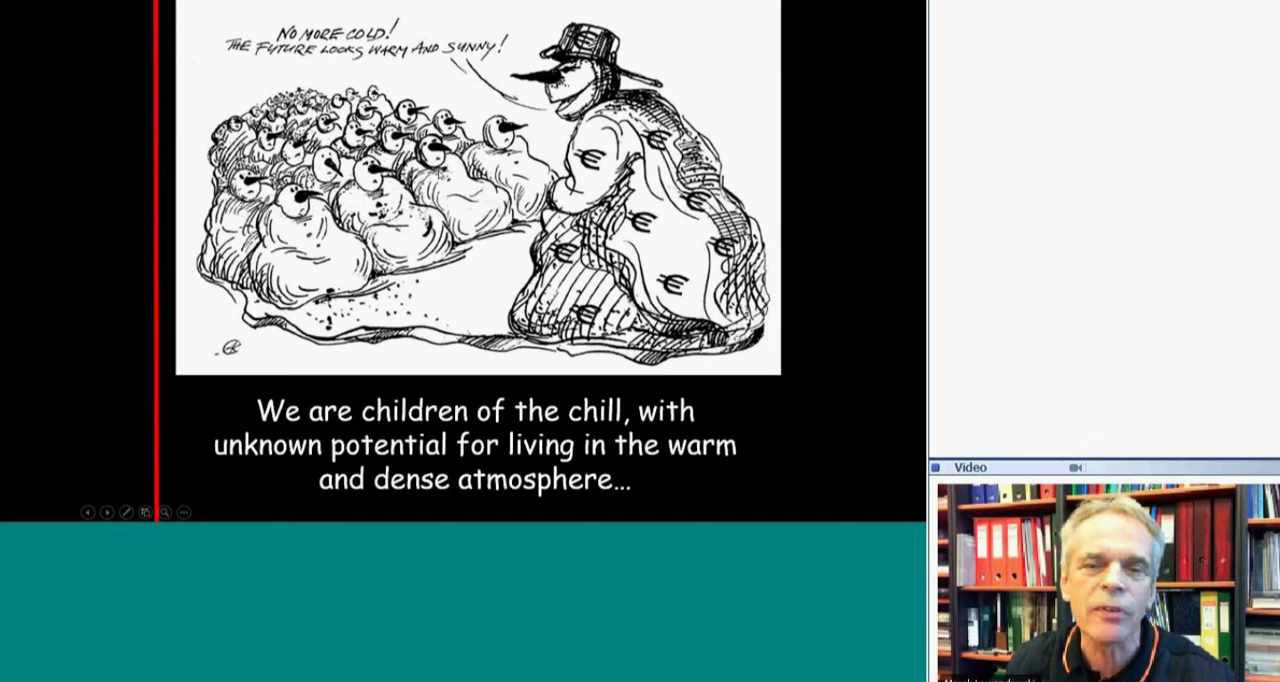 NO MORE COLD!
THE FUTURE LOOKS WARM AND SUNNY!
€
€
€
€
€
€
€
€
€
We are children of the chill, with
unknown potential for living in the warm
and dense atmosphere...
Video